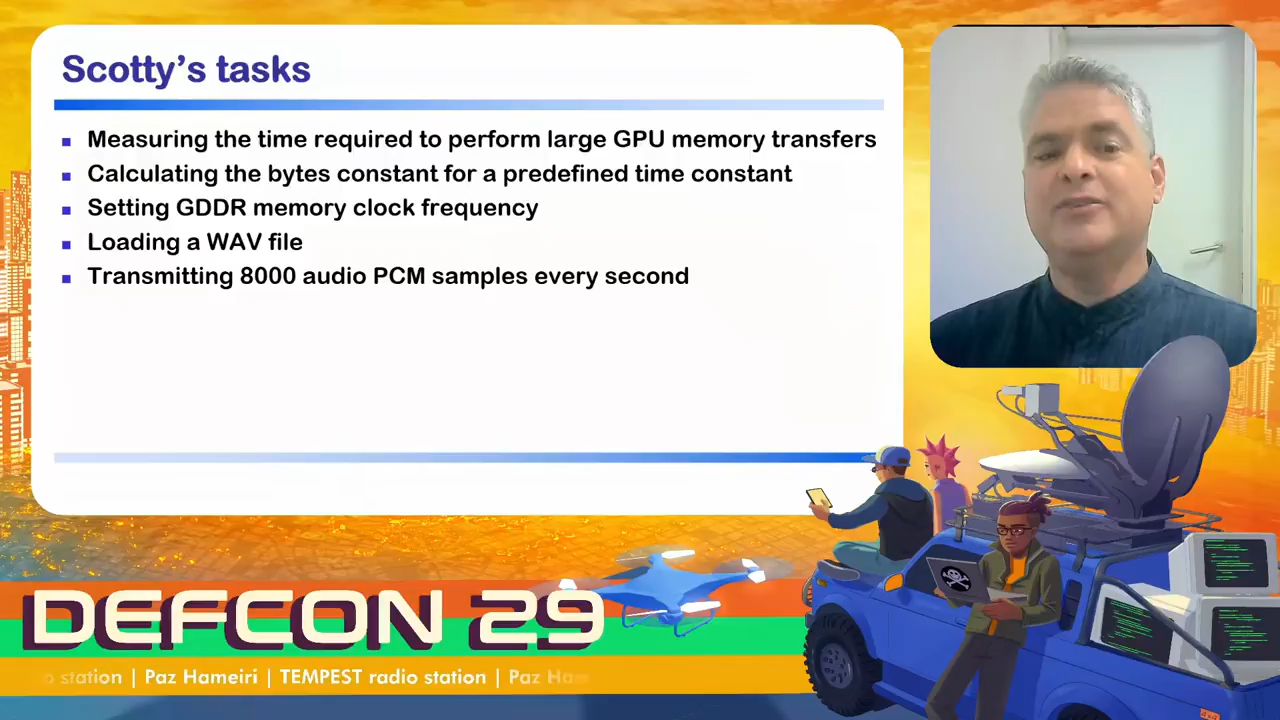 Scotty's tasks
Measuring the time required to perform large GPU memory transfers
Calculating the bytes constant for a predefined time constant
Setting GDDR memory clock frequency
Loading a WAV file
Transmitting 8000 audio PCM samples every second
DEFCON 29
o station | Paz Hameiri | TEMPEST radio station | Paz Ham